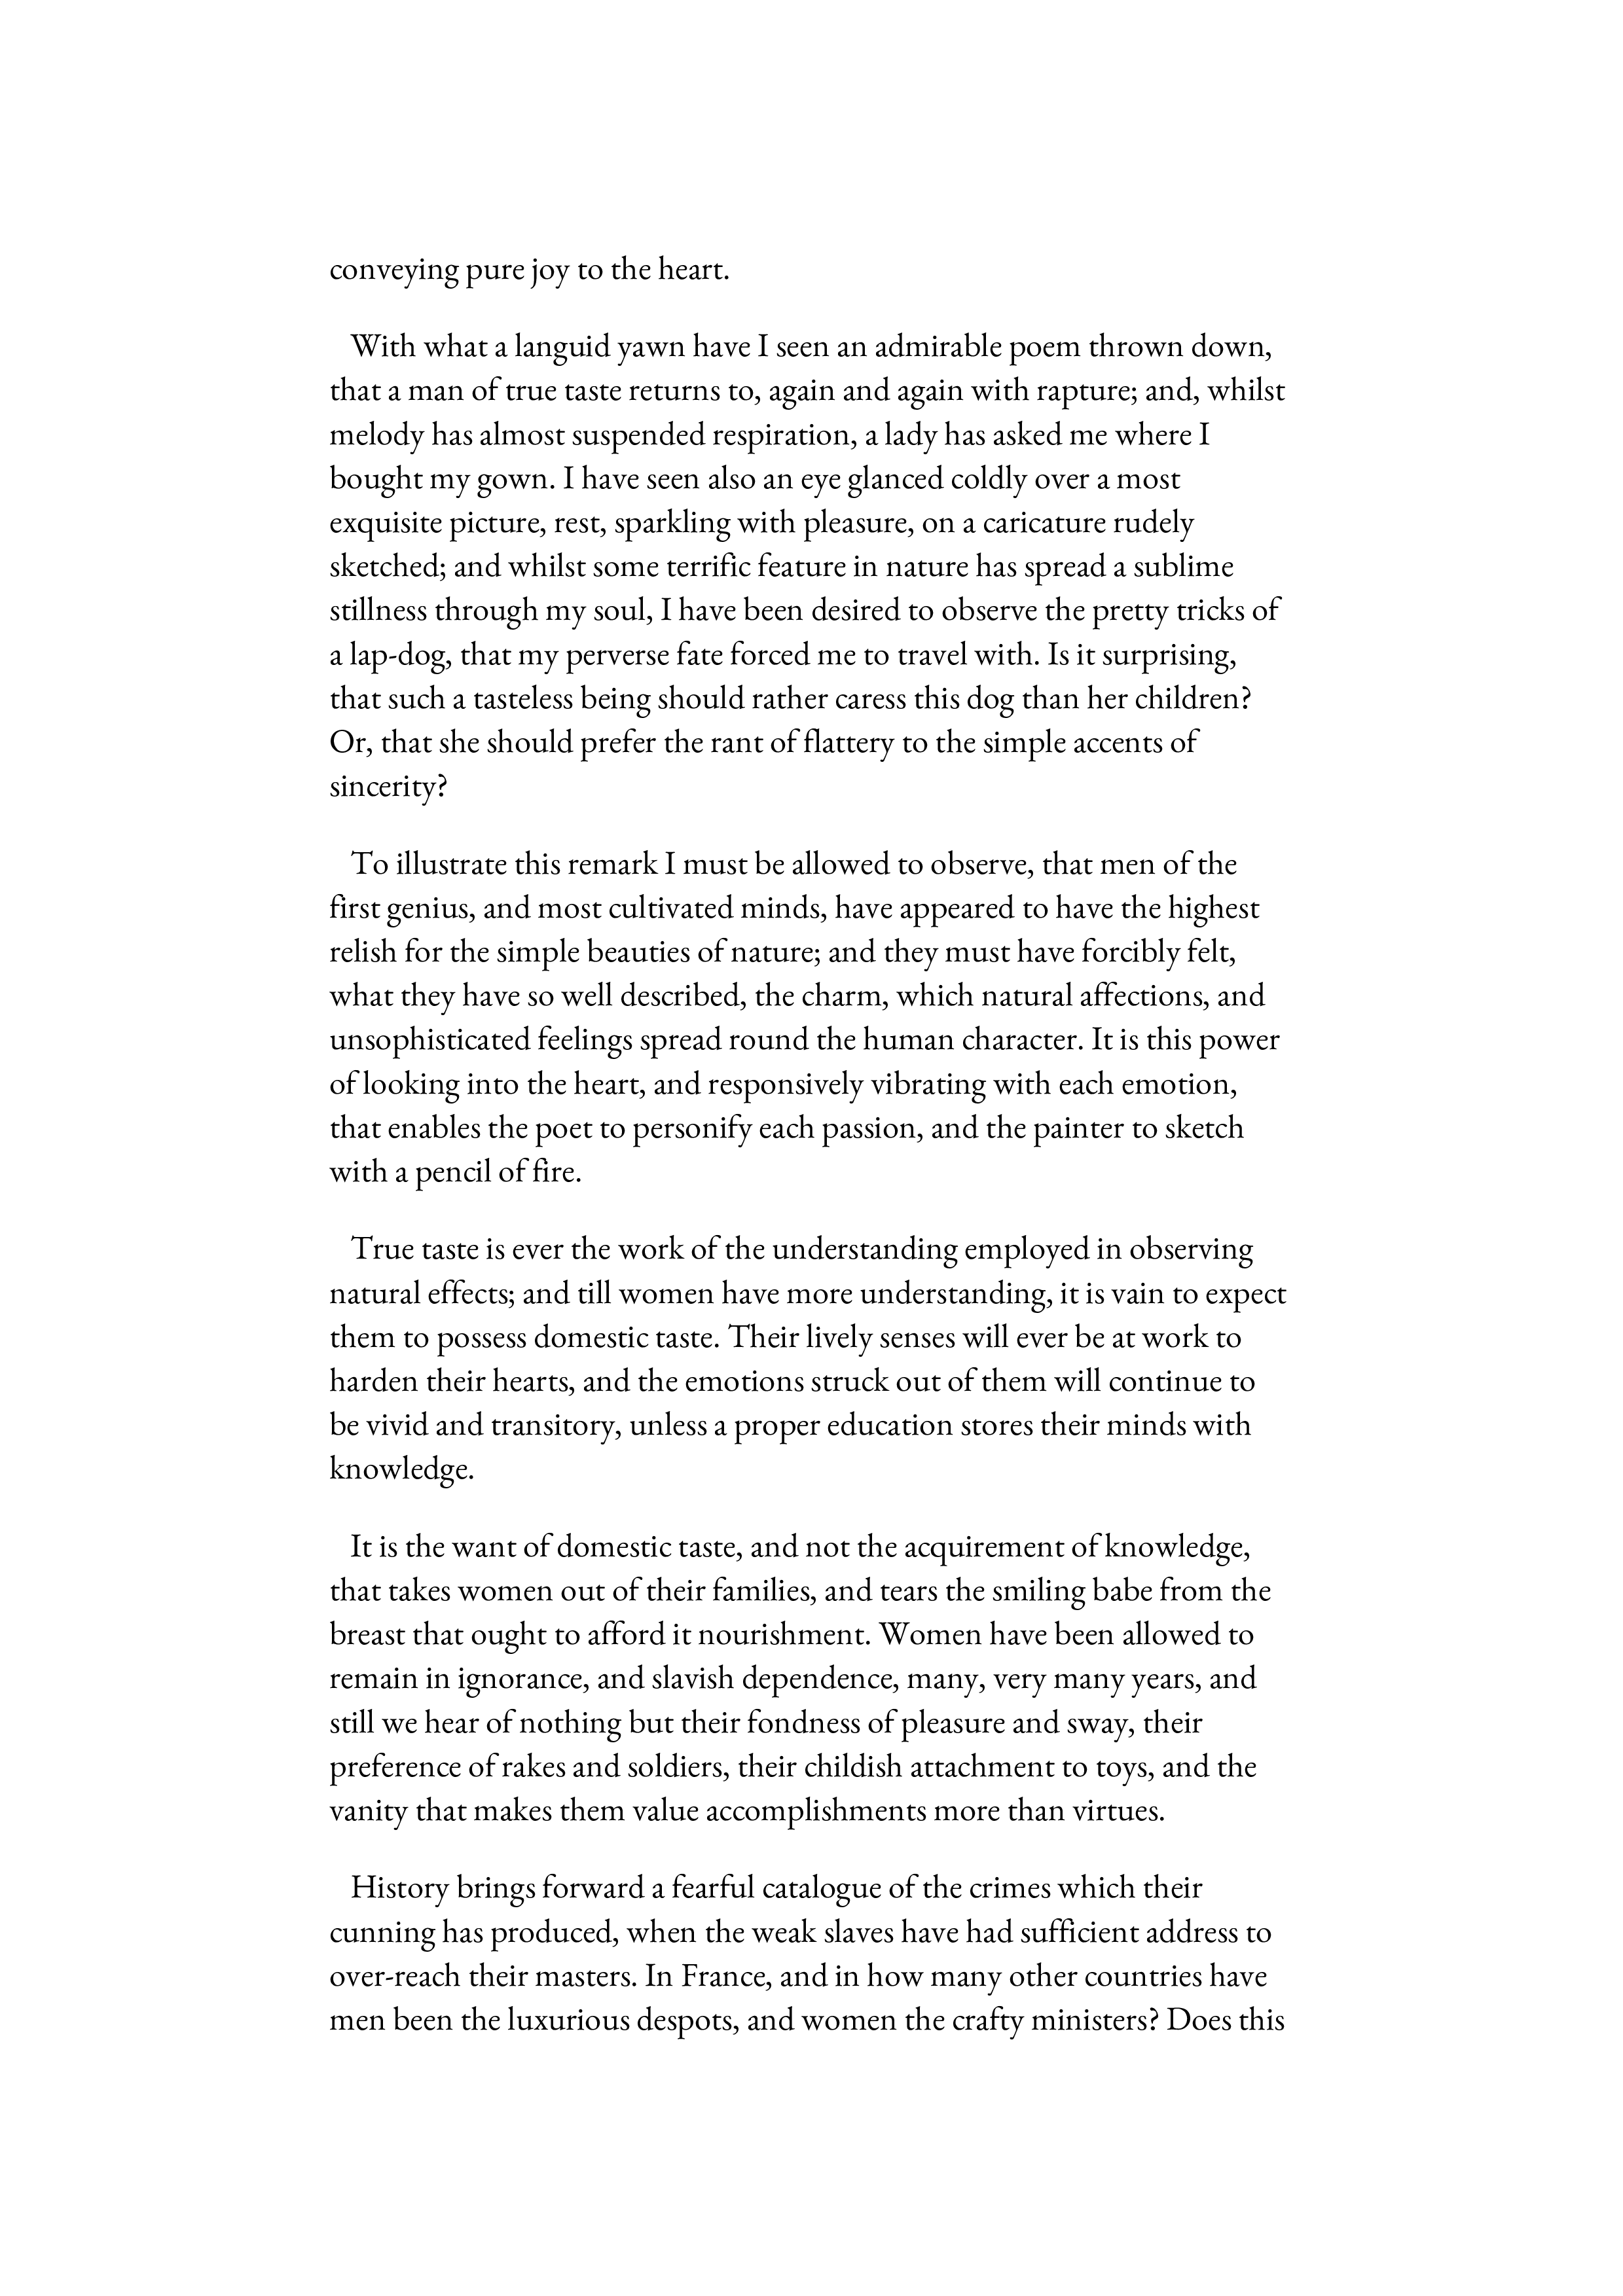 conveying pure joy to the heart.
With what a languid yawn have I seen an admirable poem thrown down,
that a man of true taste returns to, again and again with rapture; and, whilst
melody has almost suspended respiration, a lady has asked me where I
bought my gown. I have seen also an eye glanced coldly over a most
exquisite picture, rest, sparkling with pleasure, on a caricature rudely
sketched; and whilst some terrific feature in nature has spread a sublime
stillness through my soul, I have been desired to observe the pretty tricks of
a lap-dog, that my perverse fate forced me to travel with. Is it surprising,
that such a tasteless being should rather caress this dog than her children?
Or, that she should prefer the rant of flattery to the simple accents of
sincerity?
To illustrate this remark I must be allowed to observe, that men of the
first genius, and most cultivated minds, have appeared to have the highest
relish for the simple beauties of nature; and they must have forcibly felt,
what they have so well described, the charm, which natural affections, and
unsophisticated feelings spread round the human character. It is this power
of looking into the heart, and responsively vibrating with each emotion,
that enables the poet to personify each passion, and the painter to sketch
with a pencil of fire.
True taste is ever the work of the understanding employed in observing
natural effects; and till women have more understanding, it is vain to expect
them to possess domestic taste. Their lively senses will ever be at work to
harden their hearts, and the emotions struck out of them will continue to
be vivid and transitory, unless a proper education stores their minds with
knowledge.
It is the want of domestic taste, and not the acquirement of knowledge,
that takes women out of their families, and tears the smiling babe from the
breast that ought to afford it nourishment. Women have been allowed to
remain in ignorance, and slavish dependence, many, very many years, and
still we hear of nothing but their fondness of pleasure and sway, their
preference of rakes and soldiers, their childish attachment to toys, and the
vanity that makes them value accomplishments more than virtues.
History brings forward a fearful catalogue of the crimes which their
cunning has produced, when the weak slaves have had sufficient address to
over-reach their masters. In France, and in how many other countries have
men been the luxurious despots, and women the crafty ministers? Does this